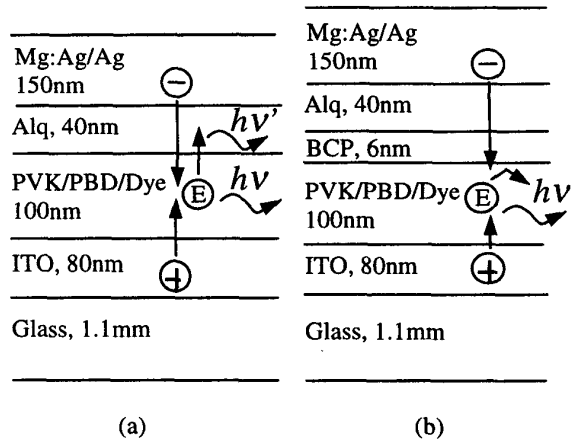 Mg:Ag/Ag
150nm
−
Alq, 40nm
hν'
PVK/PBD/Dye
100nm
E
hν
ITO, 80nm
+
Glass, 1.1mm
(a)
Mg:Ag/Ag
150nm
−
Alq, 40nm
BCP, 6nm
PVK/PBD/Dye
100nm
E
hν
ITO, 80nm
+
Glass, 1.1mm
(b)